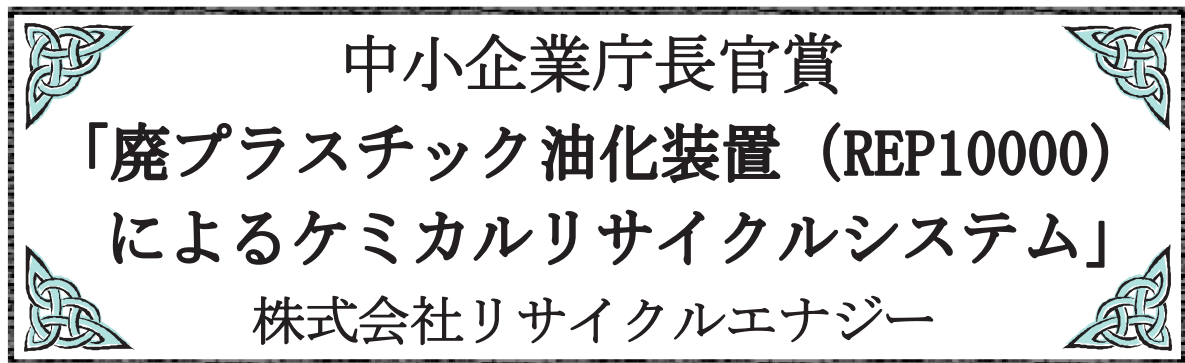 中小企業庁長官賞
「廃プラスチック油化装置（REP10000）
によるケミカルリサイクルシステム」
株式会社リサイクルエナジー